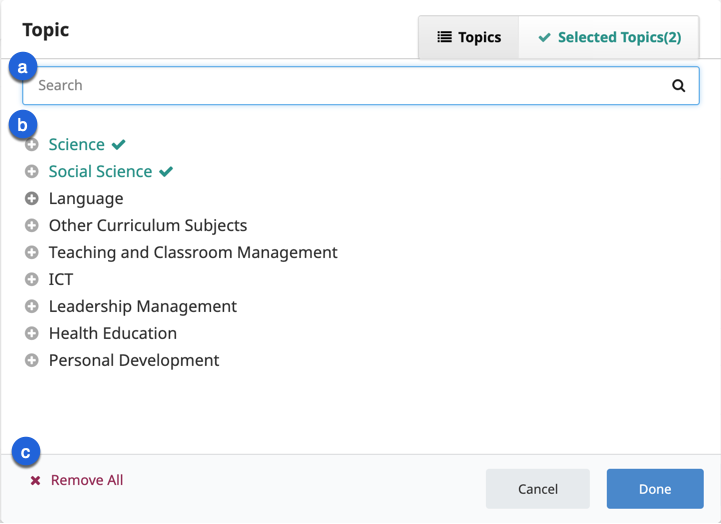 Topic
Topics
Selected Topics(2)
a
Search
b
Science
Social Science
Language
Other Curriculum Subjects
Teaching and Classroom Management
ICT
Leadership Management
Health Education
Personal Development
c
Remove All
Cancel
Done